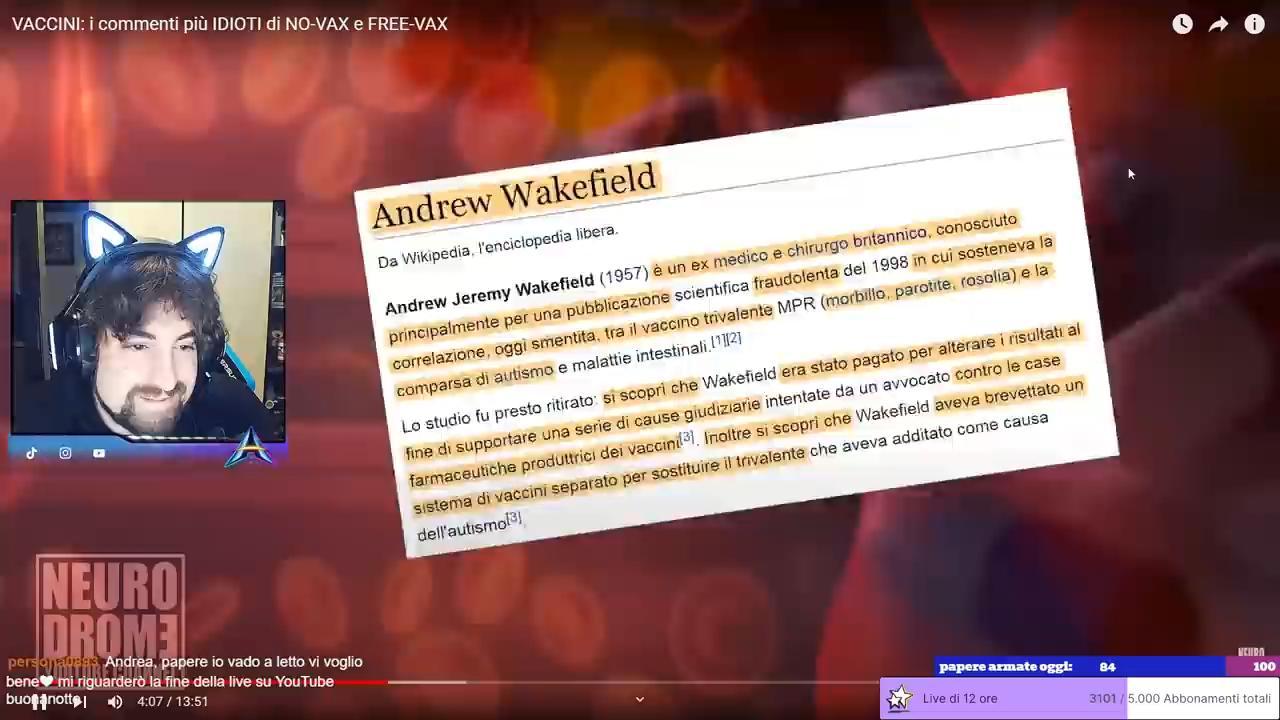 VACCINI: i commenti più IDIOTI di NO-VAX e FREE-VAX
Andrew Wakefield
Da Wikipedia, l'enciclopedia libera.
Andrew Jeremy Wakefield (1957) è un ex medico e chirurgo britannico, conosciuto
principalmente per una pubblicazione scientifica fraudolenta del 1998 in cui sosteneva la
correlazione, oggi smentita, tra il vaccino trivalente MPR (morbillo, parotite, rosolia) e la
comparsa di autismo e malattie intestinali.[1][2]
Lo studio fu presto ritirato: si scoprì che Wakefield era stato pagato per alterare i risultati al
fine di supportare una serie di cause giudiziarie intentate da un avvocato contro le case
farmaceutiche produttrici dei vaccini[3]. Inoltre si scoprì che Wakefield aveva brevettato un
sistema di vaccini separato per sostituire il trivalente che aveva additato come causa
dell'autismo[3]
NEURO
DROME
persona0893 Andrea, papere io vado a letto vi voglio
bene❤ mi riguarderò la fine della live su YouTube
buonanotte
4:07 / 13:51
NEURO
papere armate oggi: 84 100
Live di 12 ore 3101 / 5.000 Abbonamenti totali